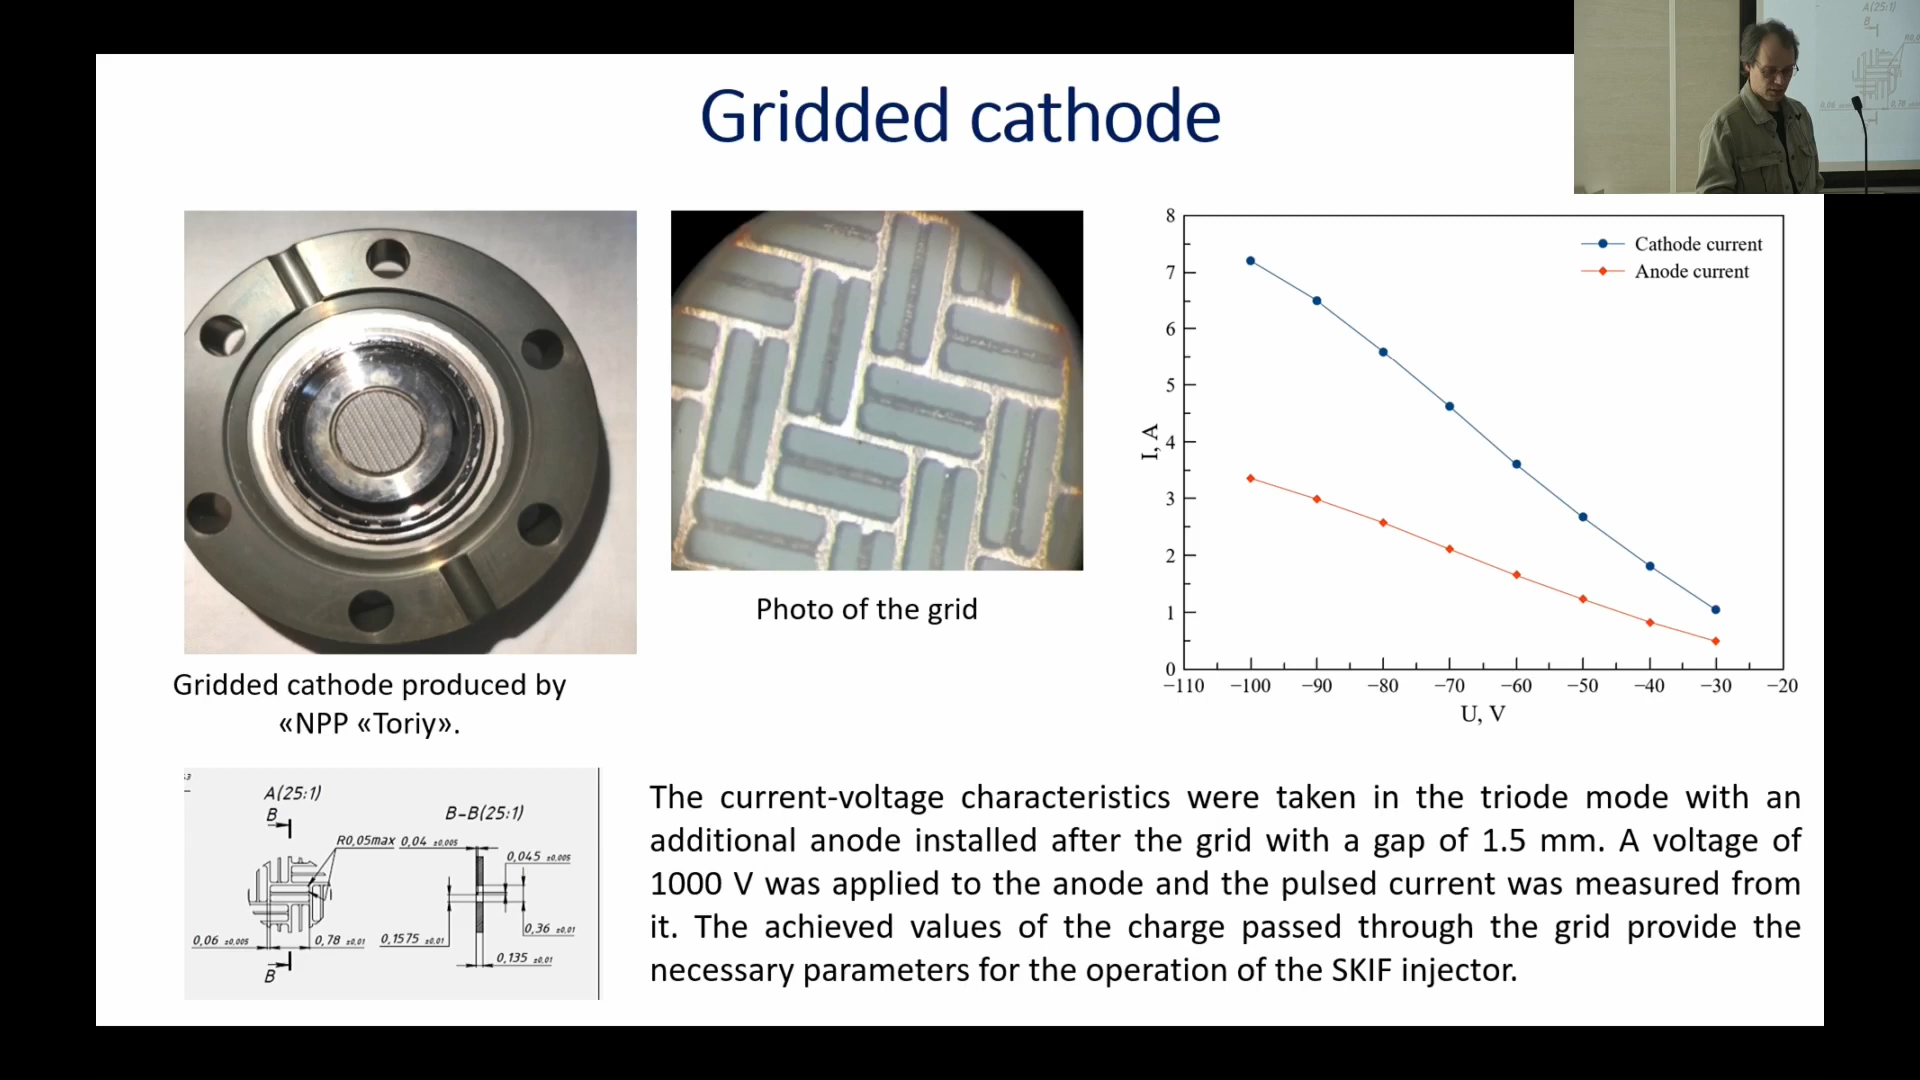 Gridded cathode
Gridded cathode produced by
«NPP «Toriy».
Photo of the grid
8
7
6
5
4
3
2
1
0
I, A
Cathode current
Anode current
−110 −100 −90 −80 −70 −60 −50 −40 −30 −20
U, V
A(25:1)
B
B-B(25:1)
R0,05max 0,04 ±0,005
0,045 ±0,005
0,06 ±0,005
0,78 ±0,01
0,1575 ±0,01
0,36 ±0,01
0,135 ±0,01
B
The current-voltage characteristics were taken in the triode mode with an
additional anode installed after the grid with a gap of 1.5 mm. A voltage of
1000 V was applied to the anode and the pulsed current was measured from
it. The achieved values of the charge passed through the grid provide the
necessary parameters for the operation of the SKIF injector.
A(25:1)
B